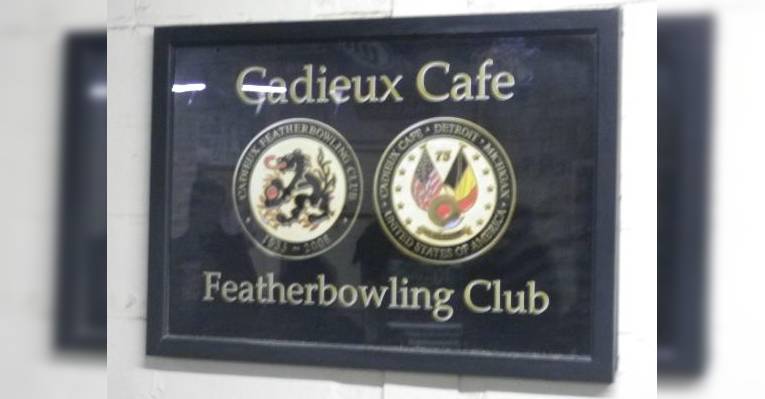 Cadieux Cafe
CADIEUX FEATHERBOWLING CLUB
1933 ~ 2008
CADIEUX CAFE • DETROIT • MICHIGAN
75
UNITED STATES OF AMERICA
Featherbowling Club